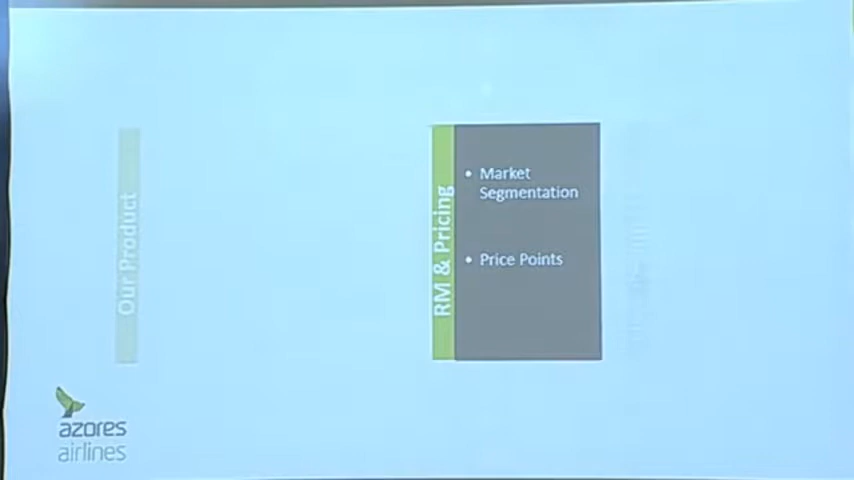 Our Product
RM & Pricing
• Market
Segmentation
• Price Points
azores
airlines